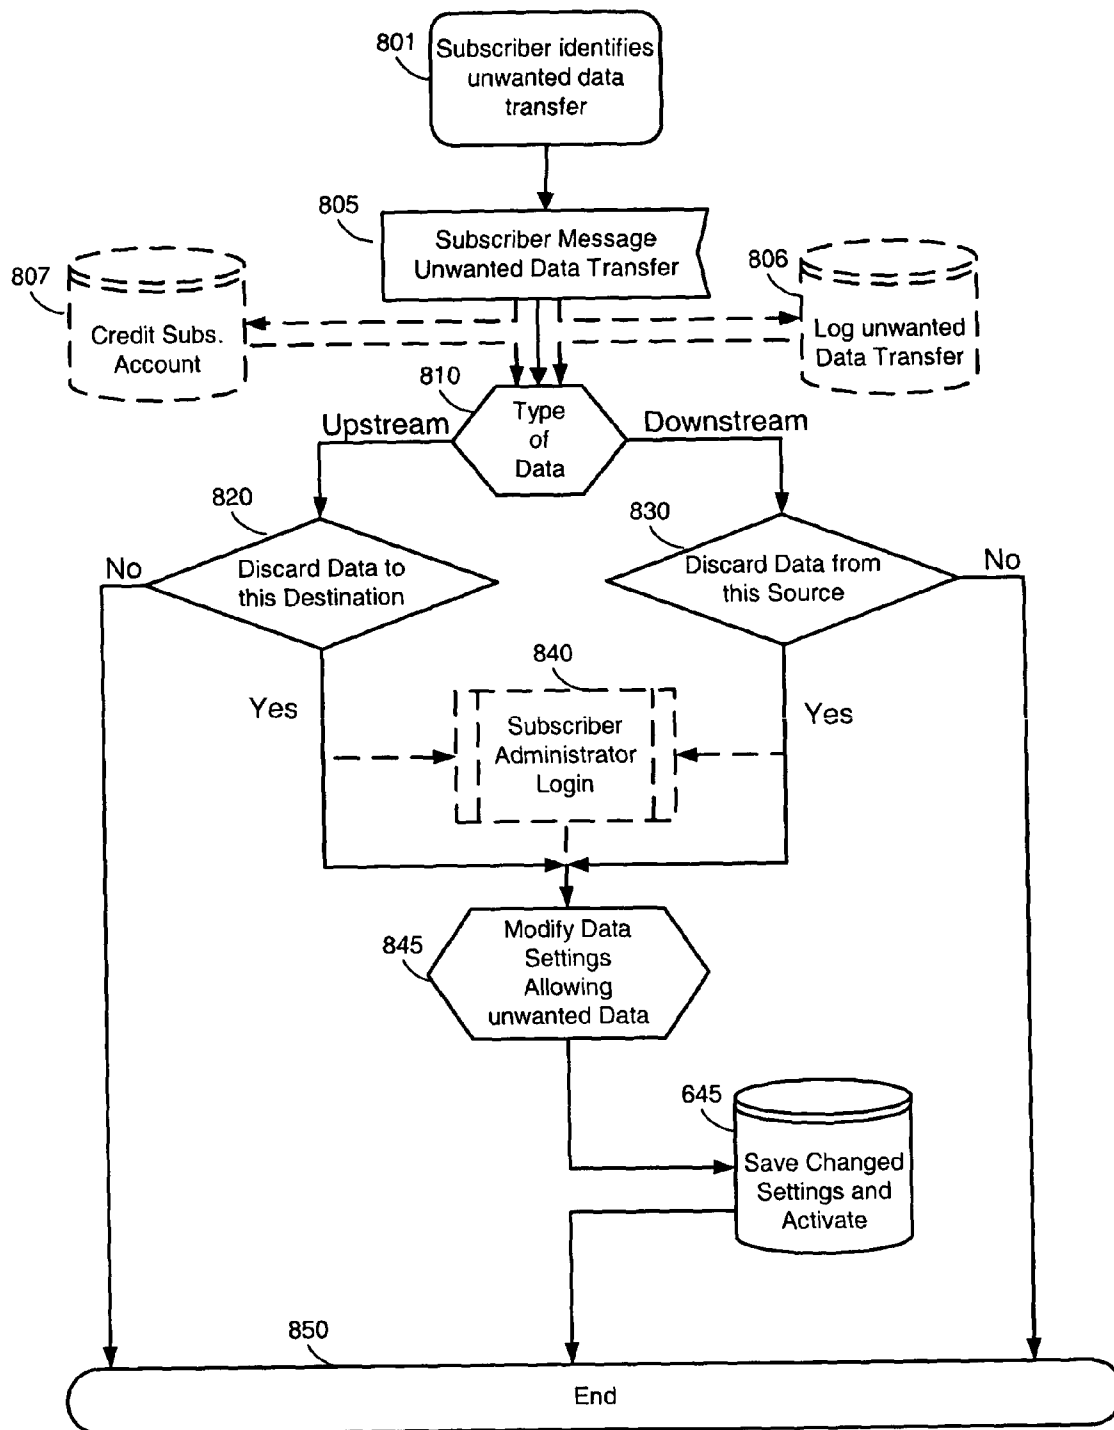 801
Subscriber identifies
unwanted data
transfer
805
Subscriber Message
Unwanted Data Transfer
807
Credit Subs.
Account
806
Log unwanted
Data Transfer
810
Type
of
Data
Upstream
Downstream
820
Discard Data to
this Destination
No
Yes
830
Discard Data from
this Source
No
Yes
840
Subscriber
Administrator
Login
845
Modify Data
Settings
Allowing
unwanted Data
645
Save Changed
Settings and
Activate
850
End